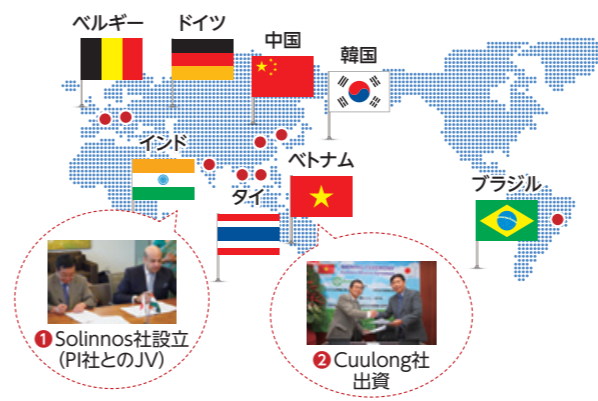 ベルギー
ドイツ
中国
韓国
インド
ベトナム
タイ
ブラジル
❶ Solinnos社設立
(PI社とのJV)
❷ Cuulong社
出資